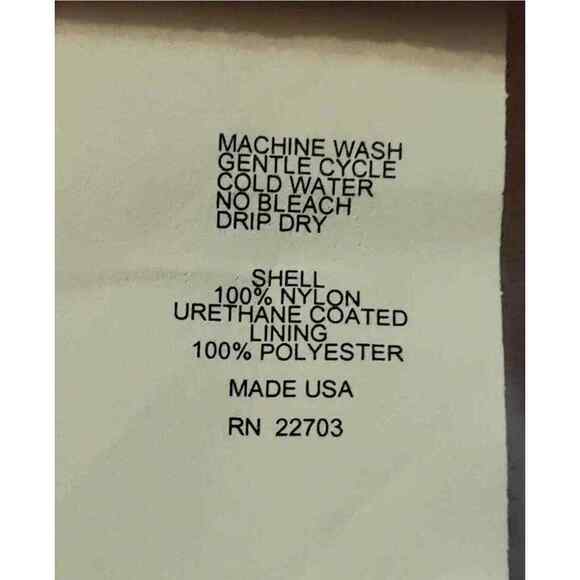 MACHINE WASH
GENTLE CYCLE
COLD WATER
NO BLEACH
DRIP DRY
SHELL
100% NYLON
URETHANE COATED
LINING
100% POLYESTER
MADE USA
RN 22703